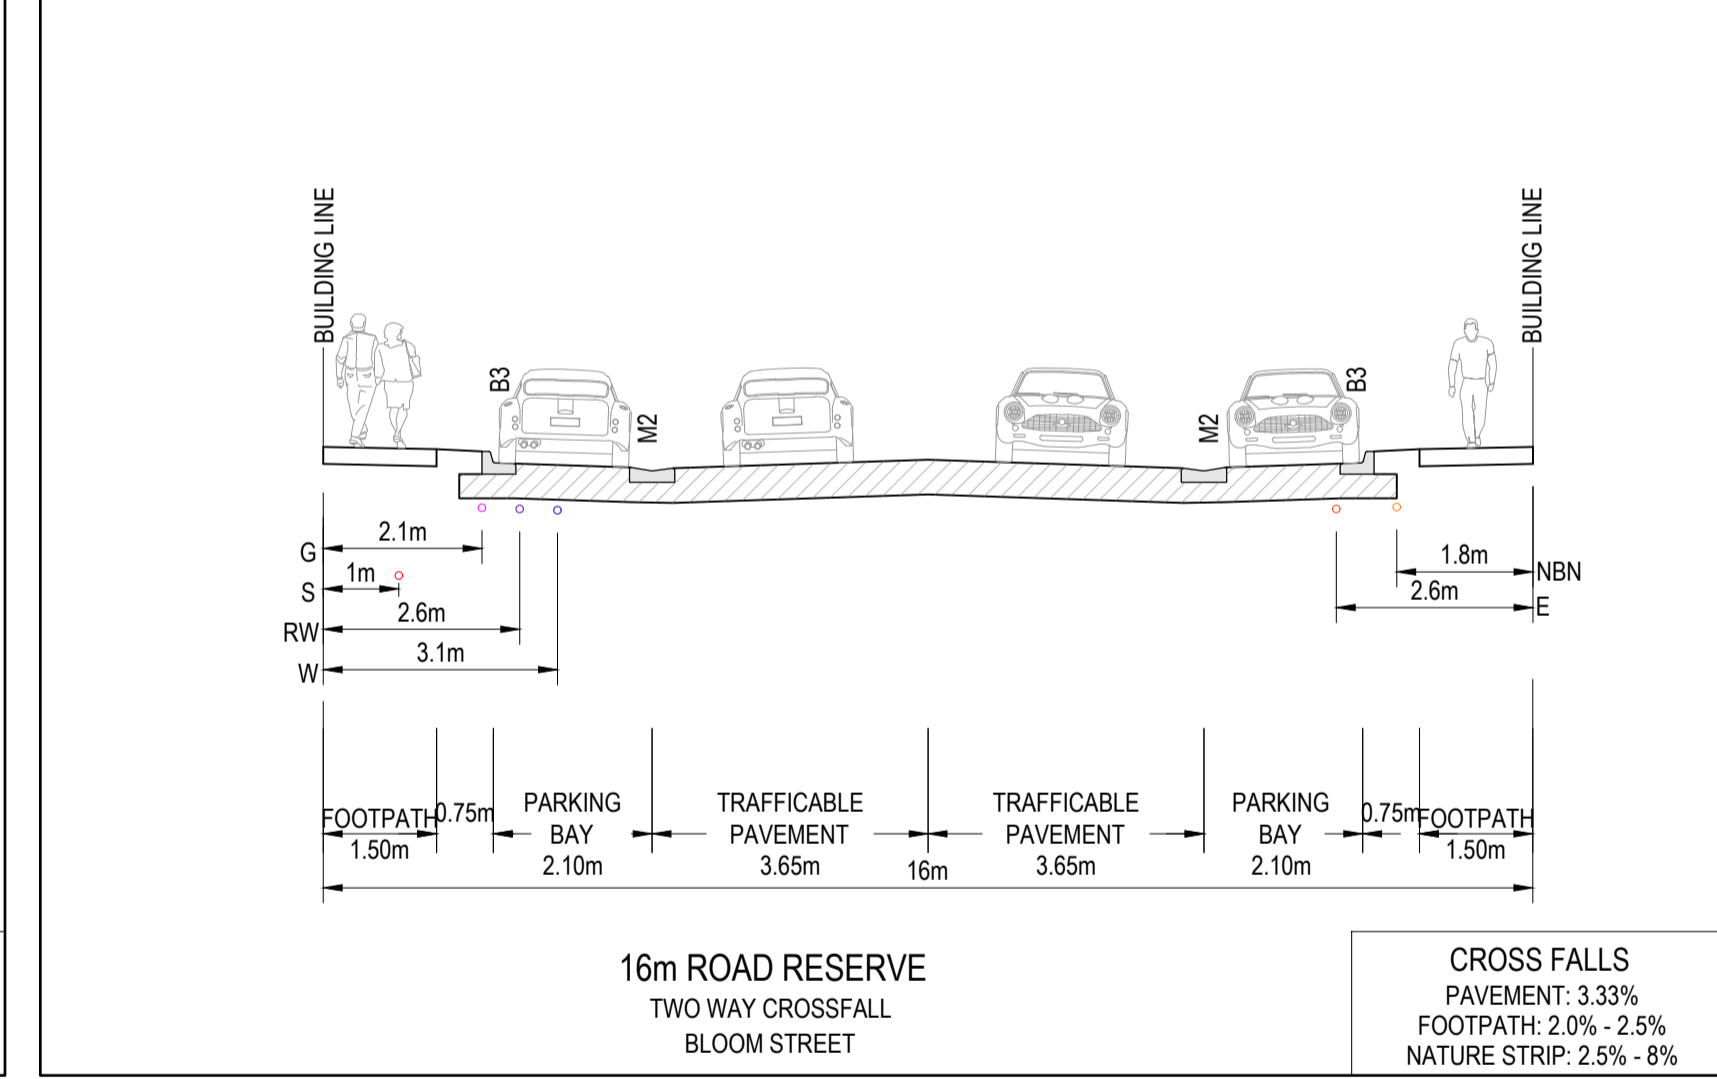 BUILDING LINE
BUILDING LINE
B3
M2
M2
B3
G
2.1m
S
1m
RW
2.6m
W
3.1m
1.8m
NBN
2.6m
E
FOOTPATH
1.50m
0.75m
PARKING
BAY
2.10m
TRAFFICABLE
PAVEMENT
3.65m
16m
TRAFFICABLE
PAVEMENT
3.65m
PARKING
BAY
2.10m
0.75m
FOOTPATH
1.50m
16m ROAD RESERVE
TWO WAY CROSSFALL
BLOOM STREET
CROSS FALLS
PAVEMENT: 3.33%
FOOTPATH: 2.0% - 2.5%
NATURE STRIP: 2.5% - 8%